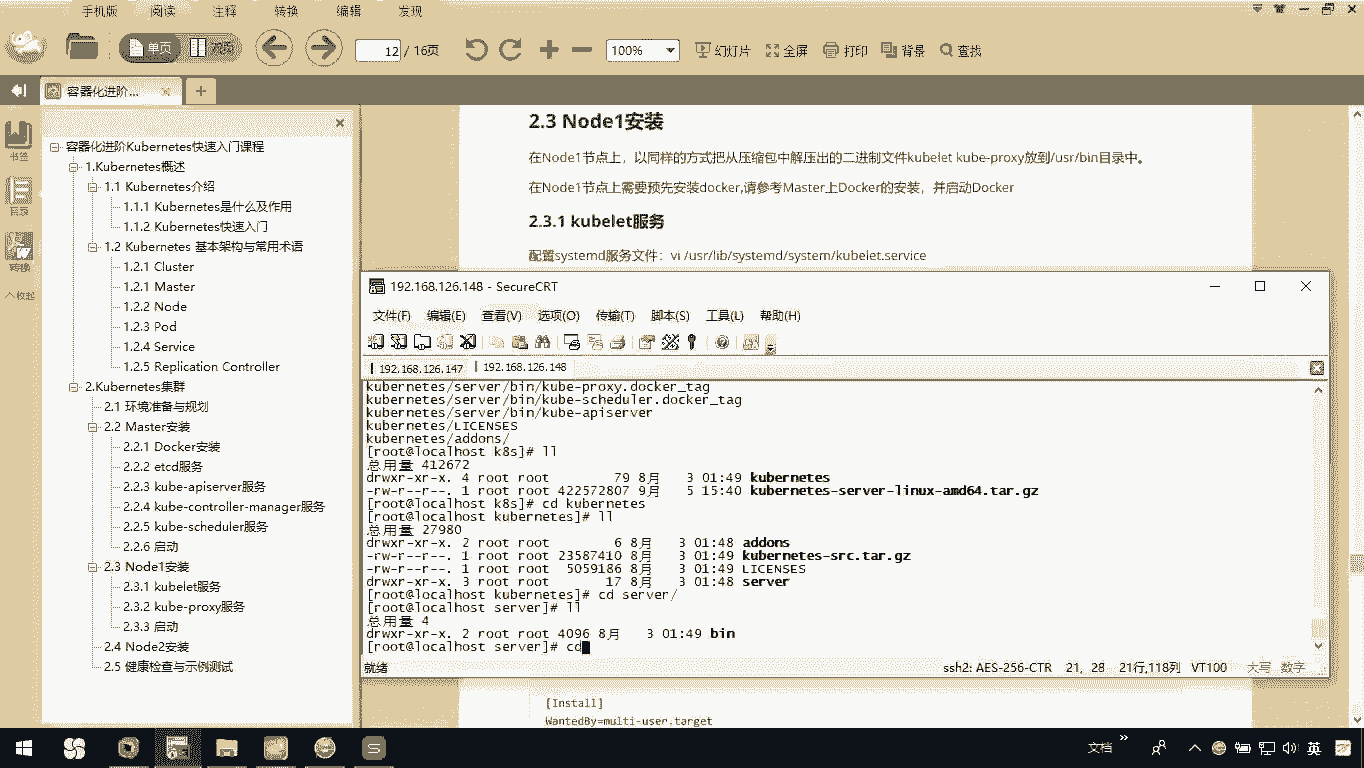 手机版 阅读 注释 转换 编辑 发现
单页 双页 12 / 16页 100% 幻灯片 全屏 打印 背景 查找
容器化进阶...
书签
目录
转换
收起
容器化进阶Kubernetes快速入门课程
1.Kubernetes概述
1.1 Kubernetes介绍
1.1.1 Kubernetes是什么及作用
1.1.2 Kubernetes快速入门
1.2 Kubernetes 基本架构与常用术语
1.2.1 Cluster
1.2.1 Master
1.2.2 Node
1.2.3 Pod
1.2.4 Service
1.2.5 Replication Controller
2.Kubernetes集群
2.1 环境准备与规划
2.2 Master安装
2.2.1 Docker安装
2.2.2 etcd服务
2.2.3 kube-apiserver服务
2.2.4 kube-controller-manager服务
2.2.5 kube-scheduler服务
2.2.6 启动
2.3 Node1安装
2.3.1 kubelet服务
2.3.2 kube-proxy服务
2.3.3 启动
2.4 Node2安装
2.5 健康检查与示例测试
2.3 Node1安装
在Node1节点上，以同样的方式把从压缩包中解压出的二进制文件kubelet kube-proxy放到/usr/bin目录中。
在Node1节点上需要预先安装docker,请参考Master上Docker的安装，并启动Docker
2.3.1 kubelet服务
配置systemd服务文件：vi /usr/lib/systemd/system/kubelet.service
192.168.126.148 - SecureCRT
文件(F) 编辑(E) 查看(V) 选项(O) 传输(T) 脚本(S) 工具(L) 帮助(H)
192.168.126.147 192.168.126.148
kubernetes/server/bin/kube-proxy.docker_tag
kubernetes/server/bin/kube-scheduler.docker_tag
kubernetes/server/bin/kube-apiserver
kubernetes/LICENSES
kubernetes/addons/
[root@localhost k8s]# ll
总用量 412672
drwxr-xr-x. 4 root root 79 8月 3 01:49 kubernetes
-rw-r--r--. 1 root root 422572807 9月 5 15:40 kubernetes-server-linux-amd64.tar.gz
[root@localhost k8s]# cd kubernetes
[root@localhost kubernetes]# ll
总用量 27980
drwxr-xr-x. 2 root root 6 8月 3 01:48 addons
-rw-r--r--. 1 root root 23587410 8月 3 01:49 kubernetes-src.tar.gz
-rw-r--r--. 1 root root 5059186 8月 3 01:49 LICENSES
drwxr-xr-x. 3 root root 17 8月 3 01:48 server
[root@localhost kubernetes]# cd server/
[root@localhost server]# ll
总用量 4
drwxr-xr-x. 2 root root 4096 8月 3 01:49 bin
[root@localhost server]# cd
就绪 ssh2: AES-256-CTR 21, 28 21行,118列 VT100 大写 数字
[Install]
WantedBy=multi-user.target
文档 英